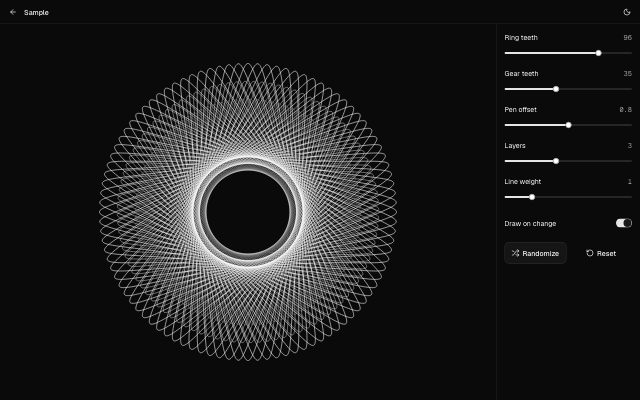 Sample
Ring teeth 96
Gear teeth 35
Pen offset 0.8
Layers 3
Line weight 1
Draw on change
Randomize Reset